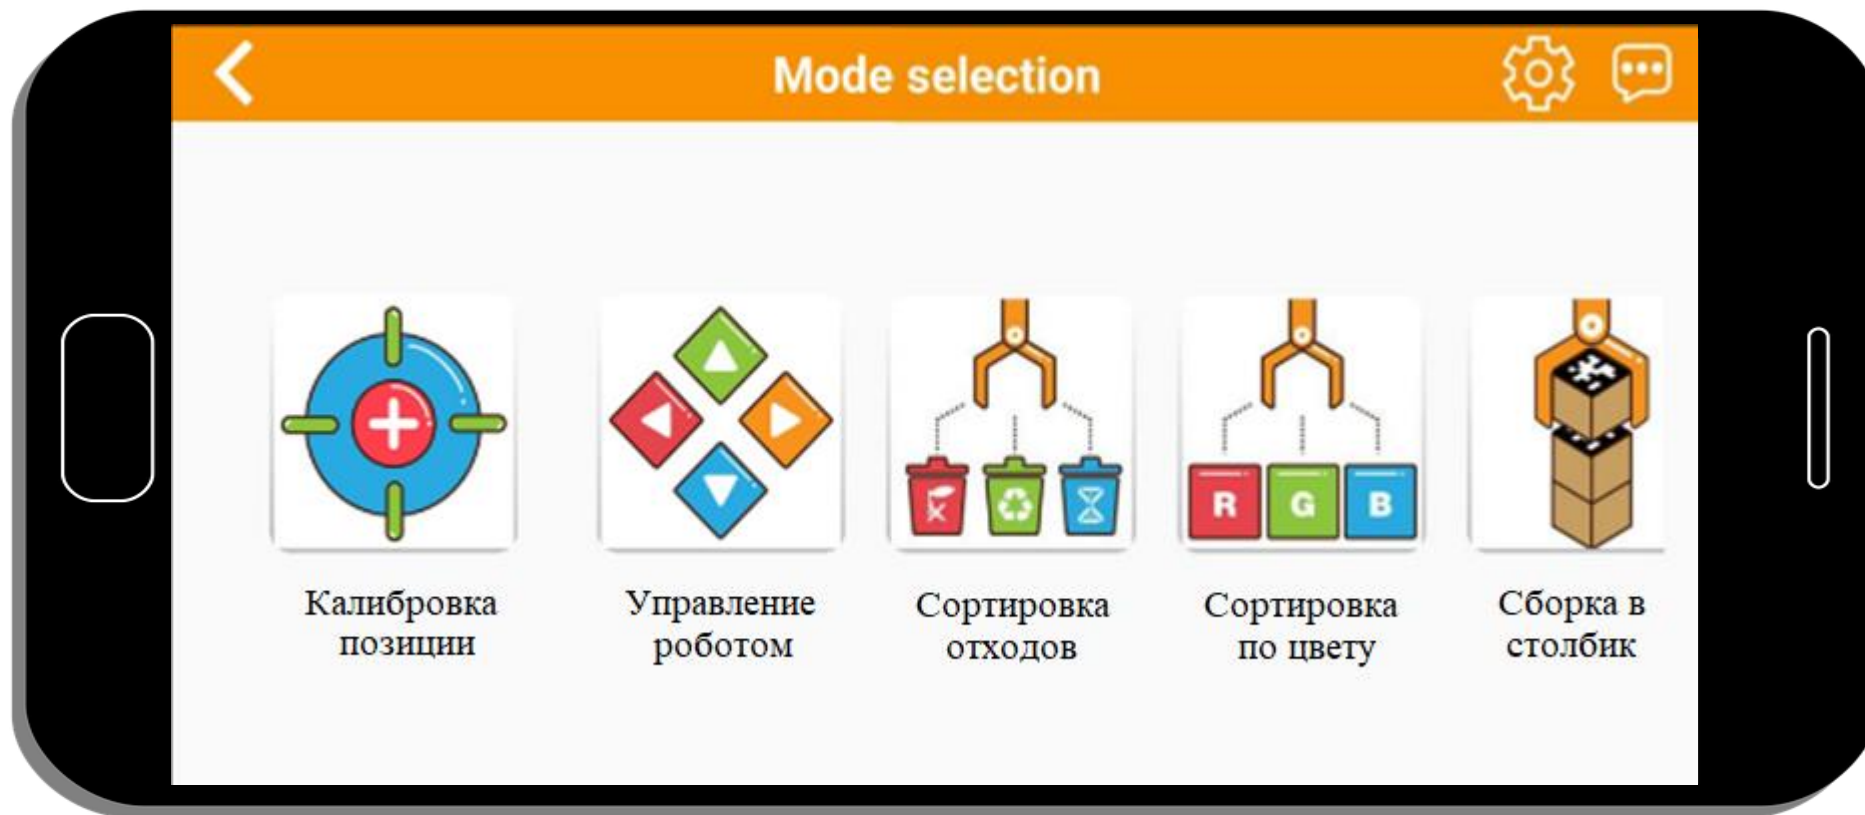 Mode selection
R G B
Калибровка
позиции
Управление
роботом
Сортировка
отходов
Сортировка
по цвету
Сборка в
столбик